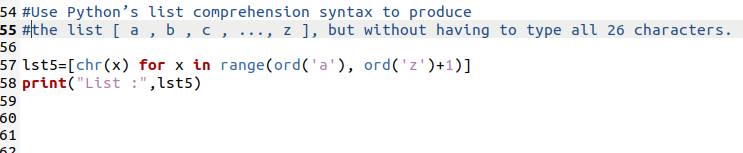 54 #Use Python’s list comprehension syntax to produce
55 #the list [ a , b , c , ..., z ], but without having to type all 26 characters.
56
57 lst5=[chr(x) for x in range(ord('a'), ord('z')+1)]
58 print("List :",lst5)
59
60
61
62